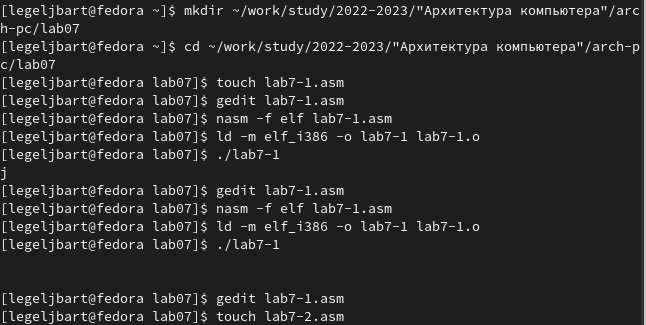 [legeljbart@fedora ~]$ mkdir ~/work/study/2022-2023/"Архитектура компьютера"/arc
h-pc/lab07
[legeljbart@fedora ~]$ cd ~/work/study/2022-2023/"Архитектура компьютера"/arch-p
c/lab07
[legeljbart@fedora lab07]$ touch lab7-1.asm
[legeljbart@fedora lab07]$ gedit lab7-1.asm
[legeljbart@fedora lab07]$ nasm -f elf lab7-1.asm
[legeljbart@fedora lab07]$ ld -m elf_i386 -o lab7-1 lab7-1.o
[legeljbart@fedora lab07]$ ./lab7-1
j
[legeljbart@fedora lab07]$ gedit lab7-1.asm
[legeljbart@fedora lab07]$ nasm -f elf lab7-1.asm
[legeljbart@fedora lab07]$ ld -m elf_i386 -o lab7-1 lab7-1.o
[legeljbart@fedora lab07]$ ./lab7-1
[legeljbart@fedora lab07]$ gedit lab7-1.asm
[legeljbart@fedora lab07]$ touch lab7-2.asm